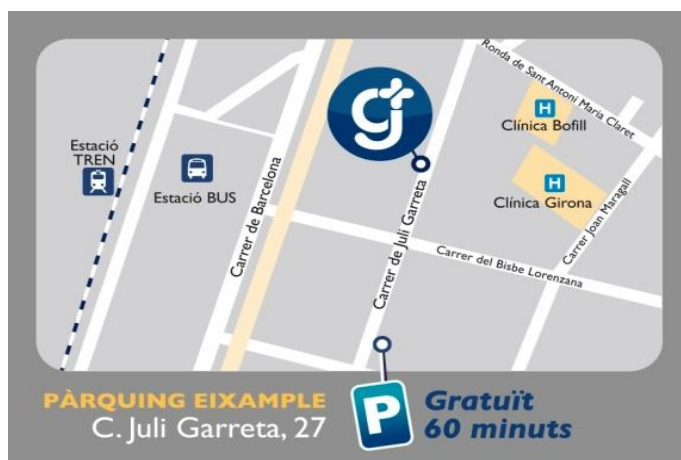 Ronda de Sant Antoni Maria Claret
H
Clínica Bofill
Estació
TREN
Estació BUS
g
H
Clínica Girona
Carrer de Barcelona
Carrer de Juli Garreta
Carrer Joan Maragall
Carrer del Bisbe Lorenzana
PÀRQUING EIXAMPLE
C. Juli Garreta, 27
P
Gratuït
60 minuts